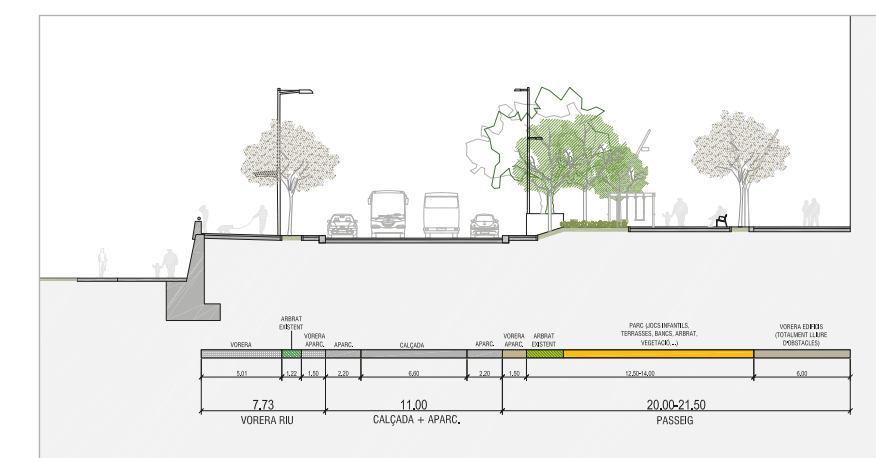 ARBRAT
EXISTENT
VORERA
VORERA
APARC.
APARC.
CALÇADA
APARC.
VORERA
APARC.
ARBRAT
EXISTENT
PARC (JOCS INFANTILS,
TERRASSES, BANCS, ARBRAT,
VEGETACIÓ,...)
VORERA EDIFICIS
(TOTALMENT LLIURE
D'OBSTACLES)
5.01
1.22
1.50
2.20
6.60
2.20
1.50
12.50-14.00
6.00
7.73
VORERA RIU
11.00
CALÇADA + APARC.
20.00-21.50
PASSEIG